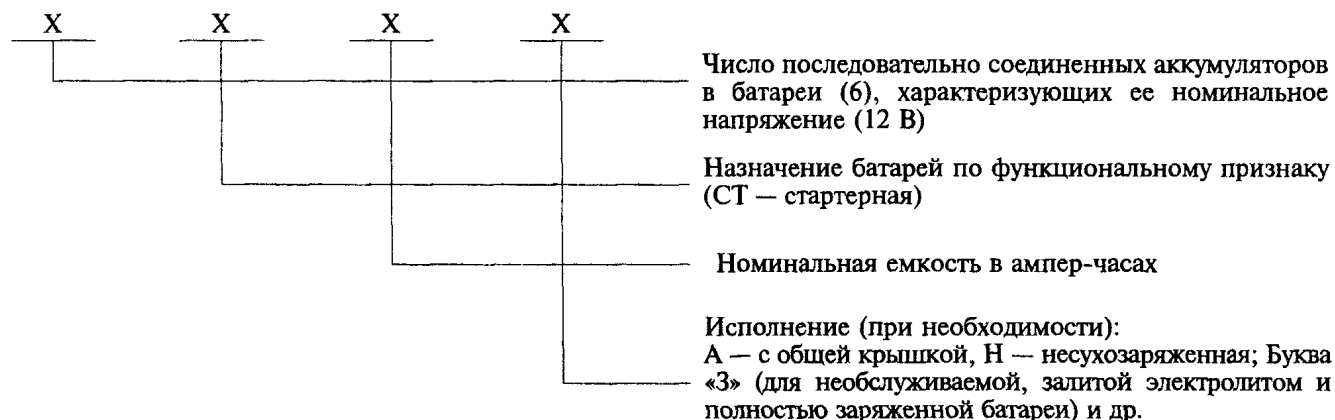 X X X X
Число последовательно соединенных аккумуляторов
в батареи (6), характеризующих ее номинальное
напряжение (12 В)
Назначение батарей по функциональному признаку
(СТ — стартерная)
Номинальная емкость в ампер-часах
Исполнение (при необходимости):
А — с общей крышкой, Н — несухозаряженная; Буква
«З» (для необслуживаемой, залитой электролитом и
полностью заряженной батареи) и др.